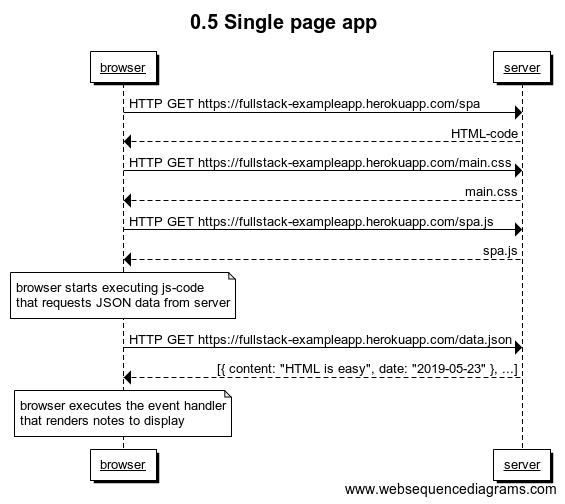 0.5 Single page app
browser
server
HTTP GET https://fullstack-exampleapp.herokuapp.com/spa
HTML-code
HTTP GET https://fullstack-exampleapp.herokuapp.com/main.css
main.css
HTTP GET https://fullstack-exampleapp.herokuapp.com/spa.js
spa.js
browser starts executing js-code
that requests JSON data from server
HTTP GET https://fullstack-exampleapp.herokuapp.com/data.json
[{ content: "HTML is easy", date: "2019-05-23" }, ...]
browser executes the event handler
that renders notes to display
browser
server
www.websequencediagrams.com